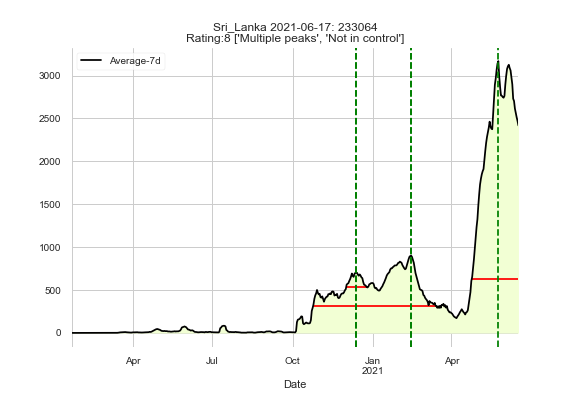 Sri_Lanka 2021-06-17: 233064
Rating:8 ['Multiple peaks', 'Not in control']
Average-7d
3000
2500
2000
1500
1000
500
0
Apr Jul Oct Jan Apr
2021
Date